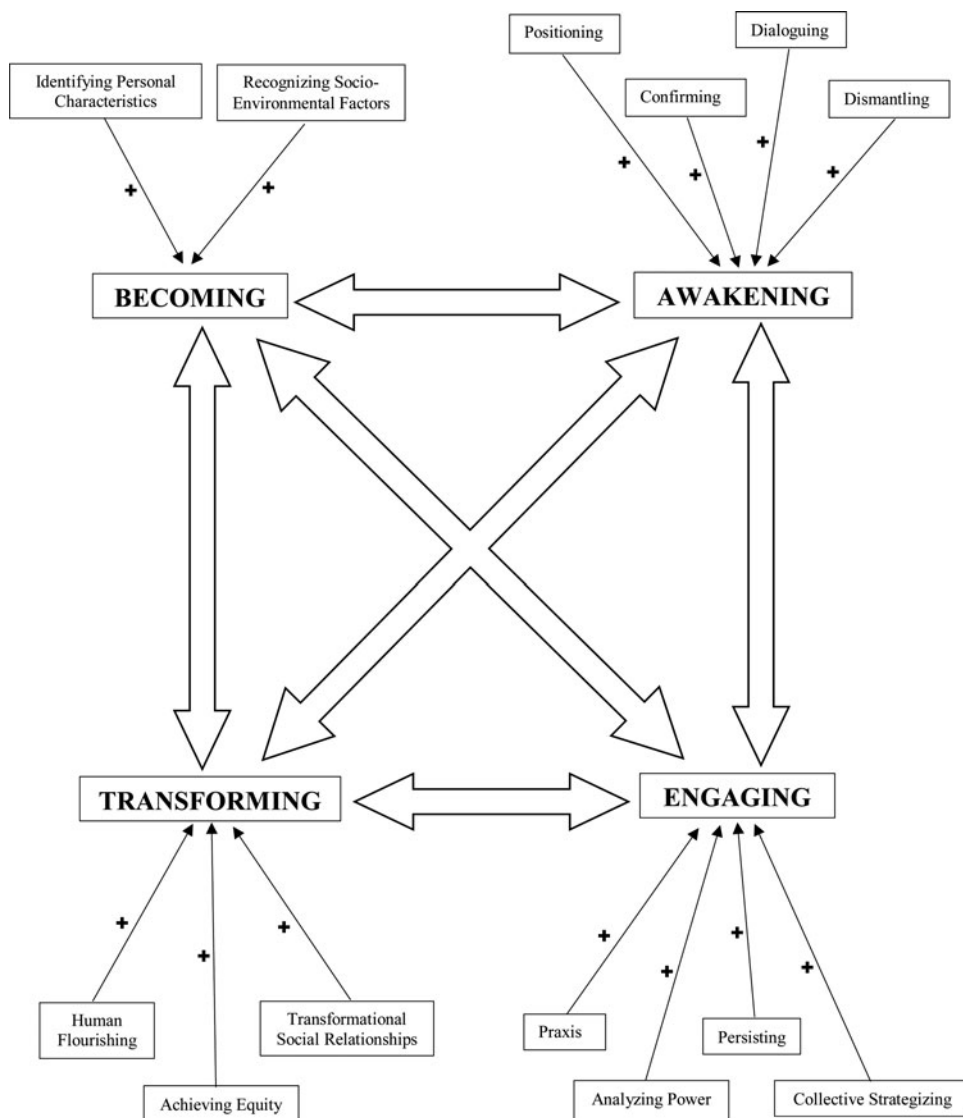 Positioning
Dialoguing
Identifying Personal
Characteristics
Recognizing Socio-
Environmental Factors
Confirming
Dismantling
+
+
+
+
+
+
BECOMING
AWAKENING
TRANSFORMING
ENGAGING
+
+
+
+
+
+
+
Human
Flourishing
Transformational
Social Relationships
Praxis
Persisting
Achieving Equity
Analyzing Power
Collective Strategizing